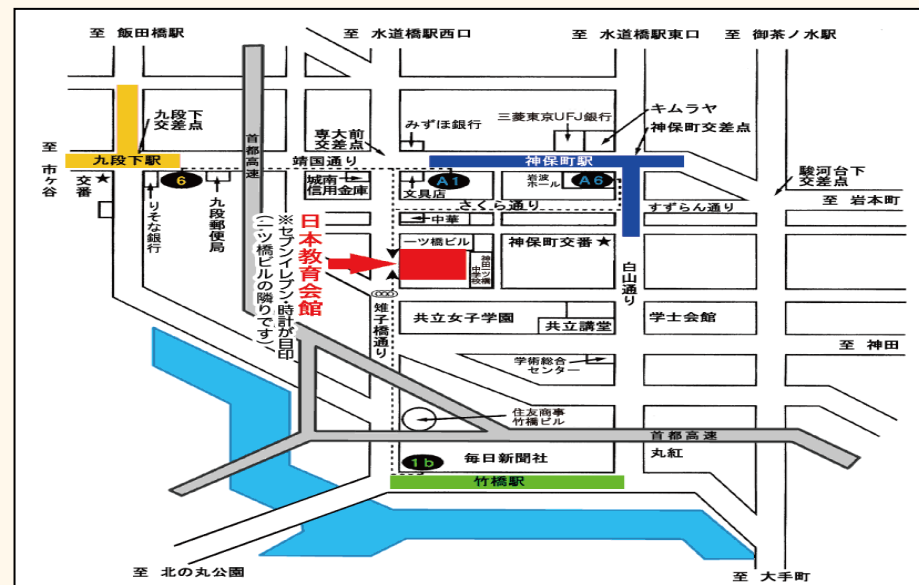 至 飯田橋駅
至 水道橋駅西口
至 水道橋駅東口
至 御茶ノ水駅
九段下
交差点
首都高速
専大前
交差点
みずほ銀行
三菱東京UFJ銀行
キムラヤ
神保町交差点
至 市ヶ谷
九段下駅
靖国通り
神保町駅
駿河台下
交差点
交番★
6
りそな銀行
九段郵便局
城南
信用金庫
A1
文具店
岩波
ホール
A6
至 岩本町
さくら通り
すずらん通り
中華
日本教育会館
※セブンイレブン・時計が目印
(一ツ橋ビルの隣りです)
一ツ橋ビル
神田一ツ橋
中学校
神保町交番★
白山通り
雉子橋通り
共立女子学園
共立講堂
学士会館
至 神田
学術総合
センター
住友商事
竹橋ビル
首都高速
1b
毎日新聞社
丸紅
竹橋駅
至 北の丸公園
至 大手町